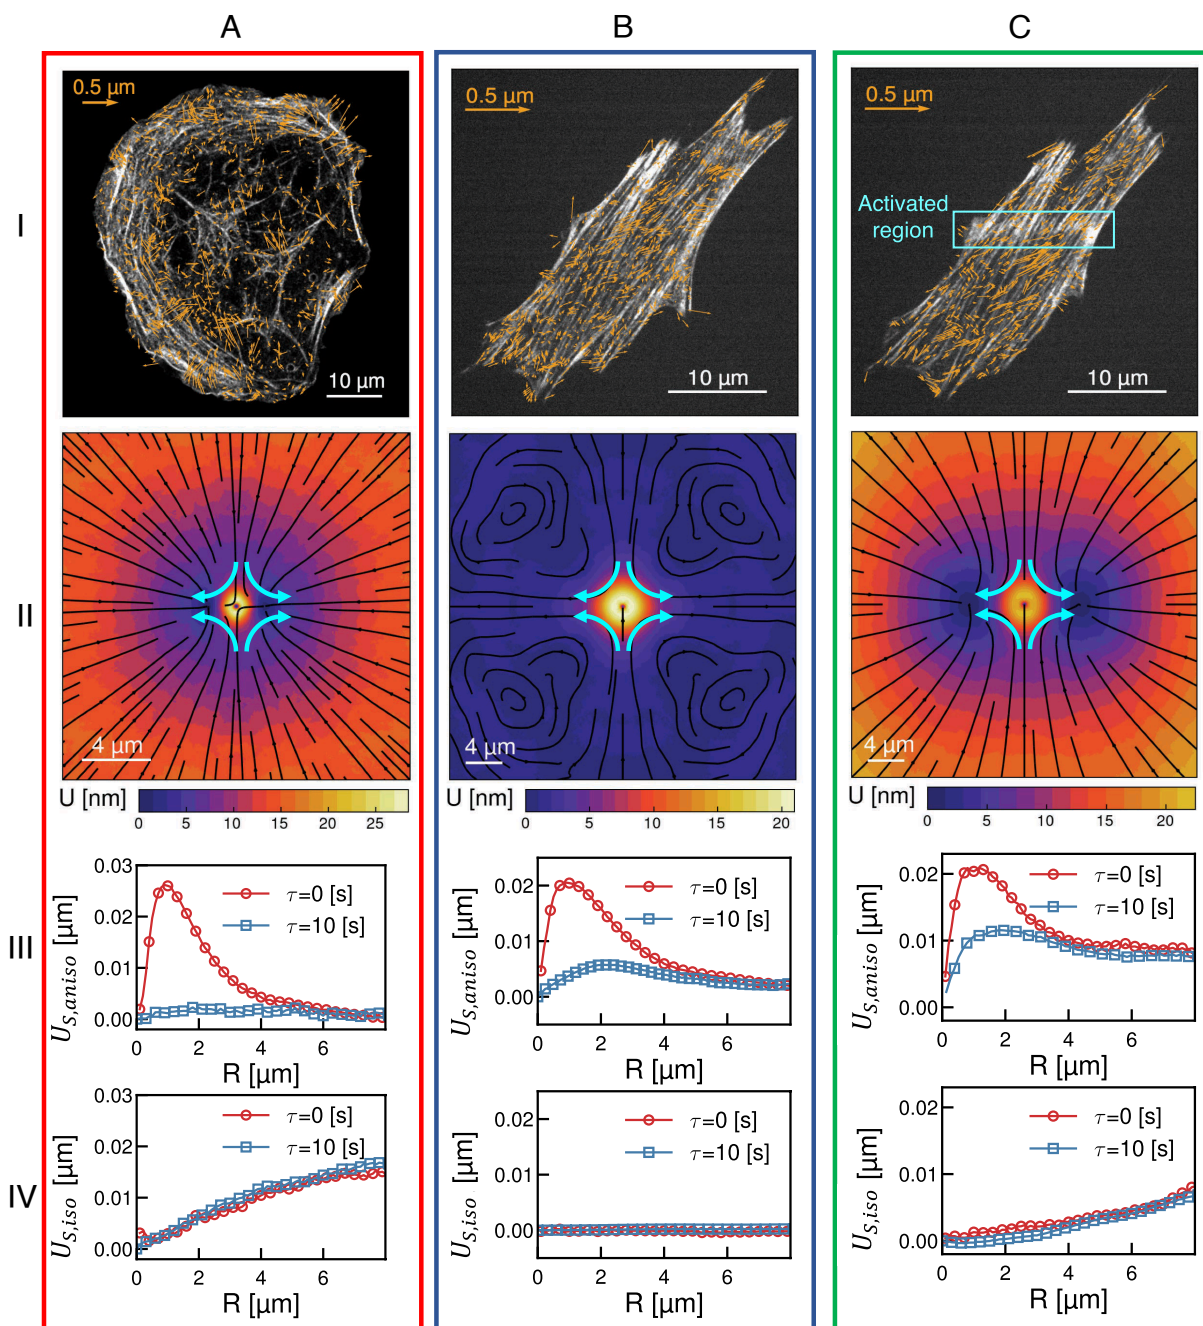 A B C
I
0.5 µm
10 µm
0.5 µm
10 µm
0.5 µm
Activated
region
10 µm
II
4 µm
4 µm
4 µm
U [nm]
0 5 10 15 20 25
U [nm]
0 5 10 15 20
U [nm]
0 5 10 15 20
III
U_{S,aniso} [µm]
0.03
0.02
0.01
0.00
τ=0 [s]
τ=10 [s]
0 2 4 6
R [µm]
U_{S,aniso} [µm]
0.02
0.01
0.00
τ=0 [s]
τ=10 [s]
0 2 4 6
R [µm]
U_{S,aniso} [µm]
0.02
0.01
0.00
τ=0 [s]
τ=10 [s]
0 2 4 6
R [µm]
IV
U_{S,iso} [µm]
0.03
0.02
0.01
0.00
τ=0 [s]
τ=10 [s]
0 2 4 6
R [µm]
U_{S,iso} [µm]
0.02
0.01
0.00
τ=0 [s]
τ=10 [s]
0 2 4 6
R [µm]
U_{S,iso} [µm]
0.02
0.01
0.00
τ=0 [s]
τ=10 [s]
0 2 4 6
R [µm]